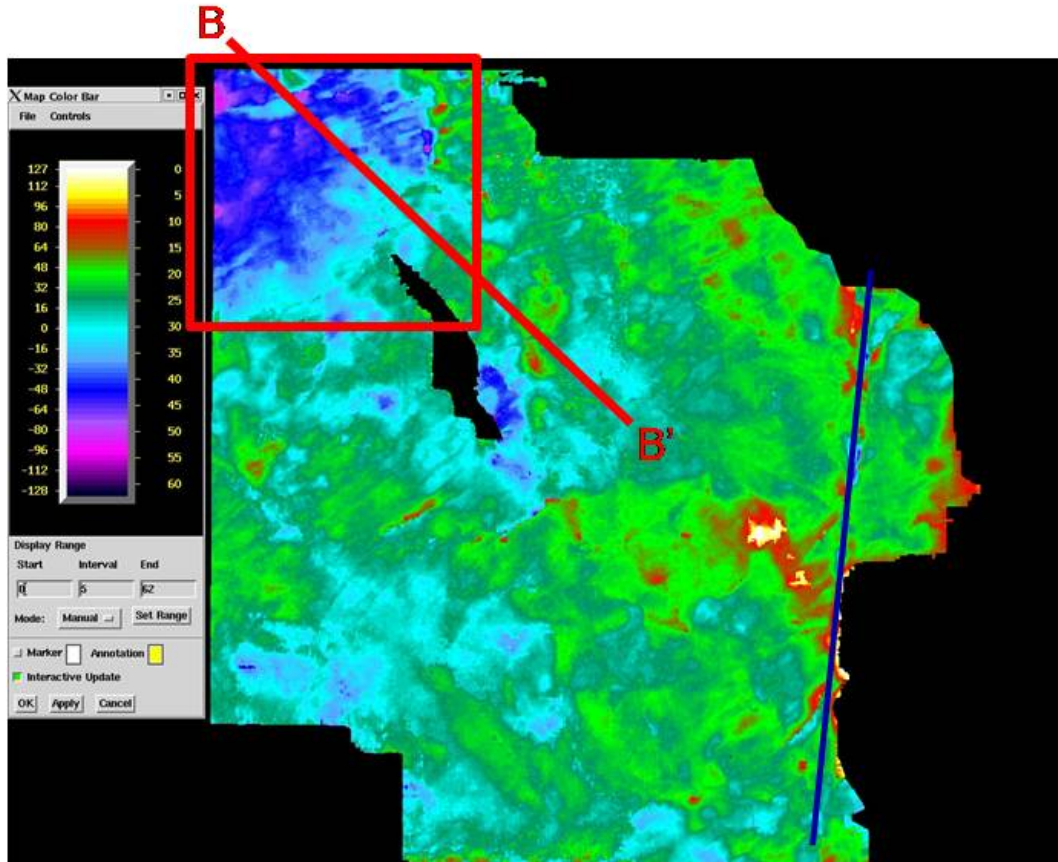 B
X Map Color Bar
File Controls
127 0
112 5
96
80 10
64 15
48
32 20
16 25
0 30
-16 35
-32
-48 40
-64 45
-80 50
-96
-112 55
-128 60
B'
Display Range
Start Interval End
0 5 62
Mode: Manual Set Range
Marker Annotation
Interactive Update
OK Apply Cancel